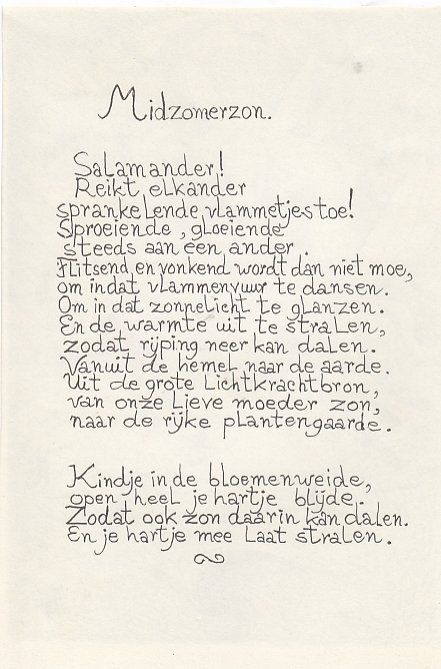 Midzomerzon.
Salamander!
Reikt elkander
sprankelende vlammetjes toe!
Sproeiende, gloeiende
steeds aan een ander.
Flitsend en vonkend wordt dan niet moe,
om in dat vlammenvuur te dansen.
Om in dat zonnelicht te glanzen.
En de warmte uit te stralen,
zodat rijping neer kan dalen.
Vanuit de hemel naar de aarde.
Uit de grote Lichtkrachtbron,
van onze Lieve moeder zon,
naar de rijke plantengaarde.
Kindje in de bloemenweide,
open heel je hartje blijde.
Zodat ook zon daarin kan dalen.
En je hartje mee laat stralen.